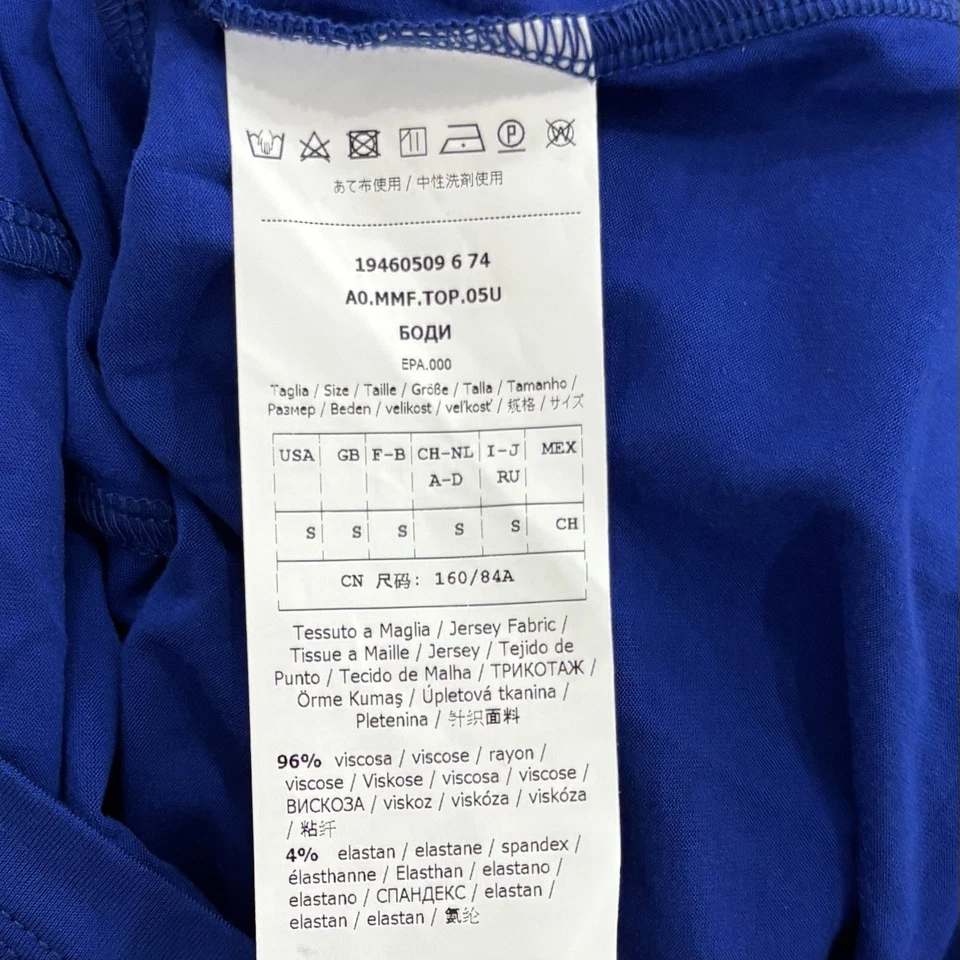 あて布使用 / 中性洗剤使用
19460509 6 74
A0.MMF.TOP.05U
БОДИ
EPA.000
Taglia / Size / Taille / Größe / Talla / Tamanho /
Размер / Beden / velikost / veľkosť / 规格 / サイズ
USA GB F-B CH-NL I-J MEX
A-D RU
S S S S S CH
CN 尺码: 160/84A
Tessuto a Maglia / Jersey Fabric /
Tissue a Maille / Jersey / Tejido de
Punto / Tecido de Malha / ТРИКОТАЖ /
Örme Kumaş / Úpletová tkanina /
Pletenina / 针织面料
96% viscosa / viscose / rayon /
viscose / Viskose / viscosa / viscose /
ВИСКОЗА / viskoz / viskóza / viskóza
/ 粘纤
4% elastan / elastane / spandex /
élasthanne / Elasthan / elastano /
elastano / СПАНДЕКС / elastan /
elastan / elastan / 氨纶